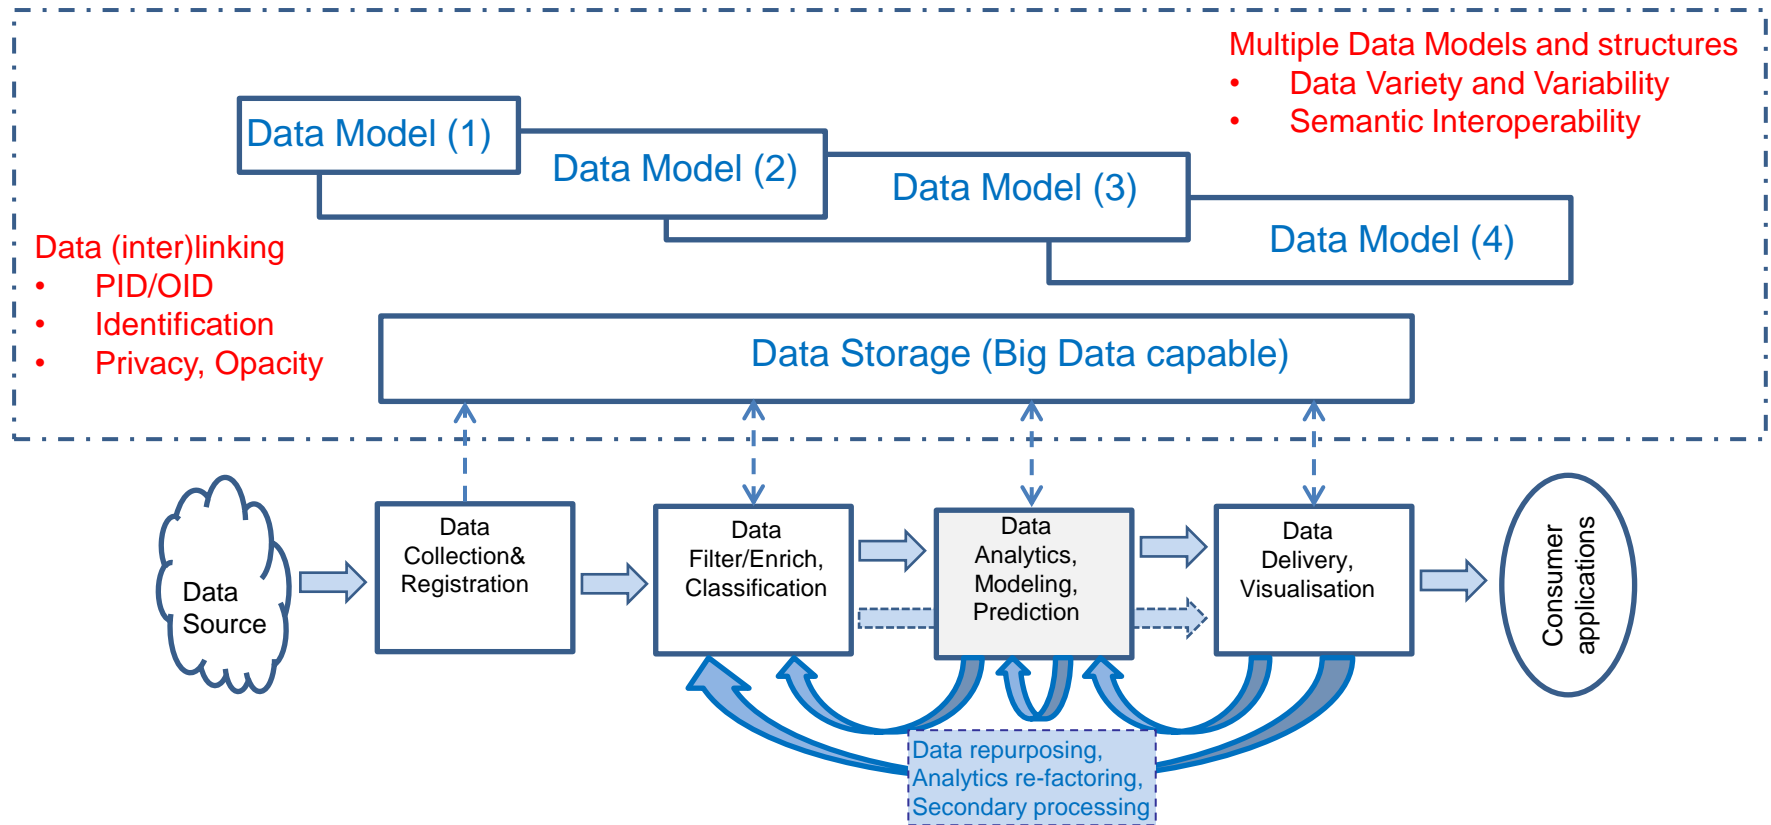 Multiple Data Models and structures
• Data Variety and Variability
• Semantic Interoperability
Data Model (1)
Data Model (2)
Data Model (3)
Data Model (4)
Data (inter)linking
• PID/OID
• Identification
• Privacy, Opacity
Data Storage (Big Data capable)
Data
Source
Data
Collection&
Registration
Data
Filter/Enrich,
Classification
Data
Analytics,
Modeling,
Prediction
Data
Delivery,
Visualisation
Consumer
applications
Data repurposing,
Analytics re-factoring,
Secondary processing